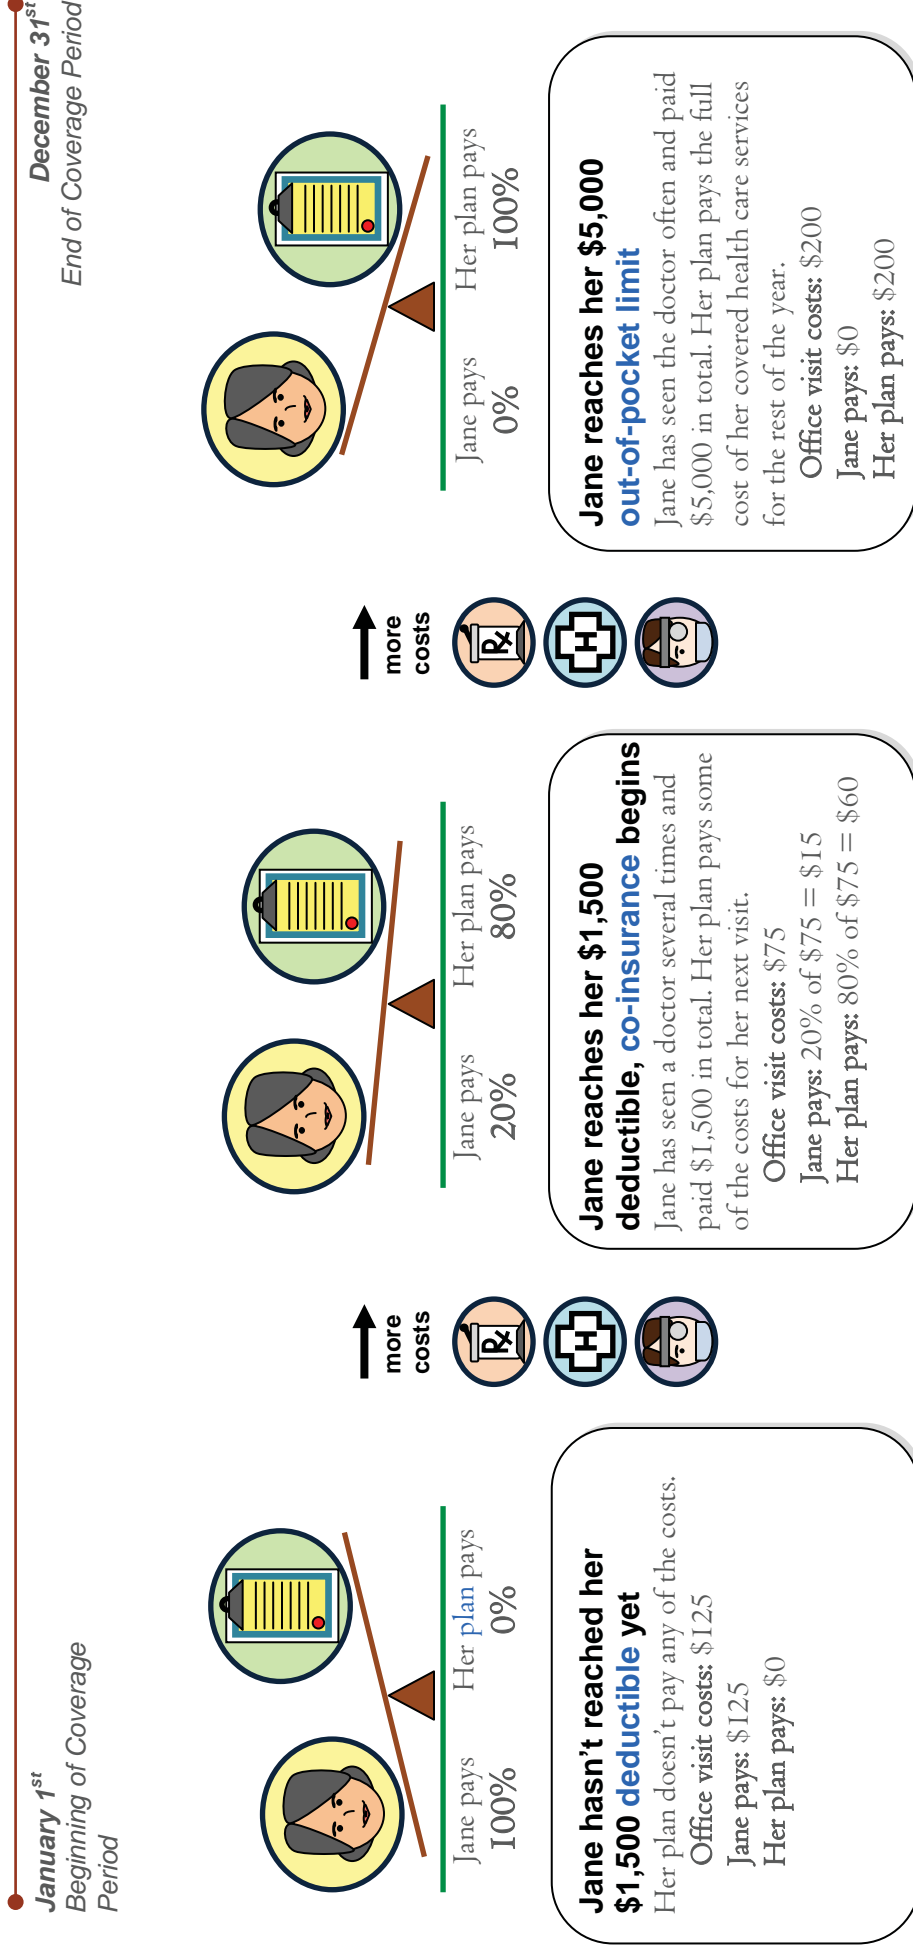 January 1st
Beginning of Coverage
Period
December 31st
End of Coverage Period
Jane pays
100%
Her plan pays
0%
Jane hasn’t reached her
$1,500 deductible yet
Her plan doesn’t pay any of the costs.
Office visit costs: $125
Jane pays: $125
Her plan pays: $0
more
costs
Rx
H
Jane pays
20%
Her plan pays
80%
Jane reaches her $1,500
deductible, co-insurance begins
Jane has seen a doctor several times and
paid $1,500 in total. Her plan pays some
of the costs for her next visit.
Office visit costs: $75
Jane pays: 20% of $75 = $15
Her plan pays: 80% of $75 = $60
more
costs
Rx
H
Jane pays
0%
Her plan pays
100%
Jane reaches her $5,000
out-of-pocket limit
Jane has seen the doctor often and paid
$5,000 in total. Her plan pays the full
cost of her covered health care services
for the rest of the year.
Office visit costs: $200
Jane pays: $0
Her plan pays: $200